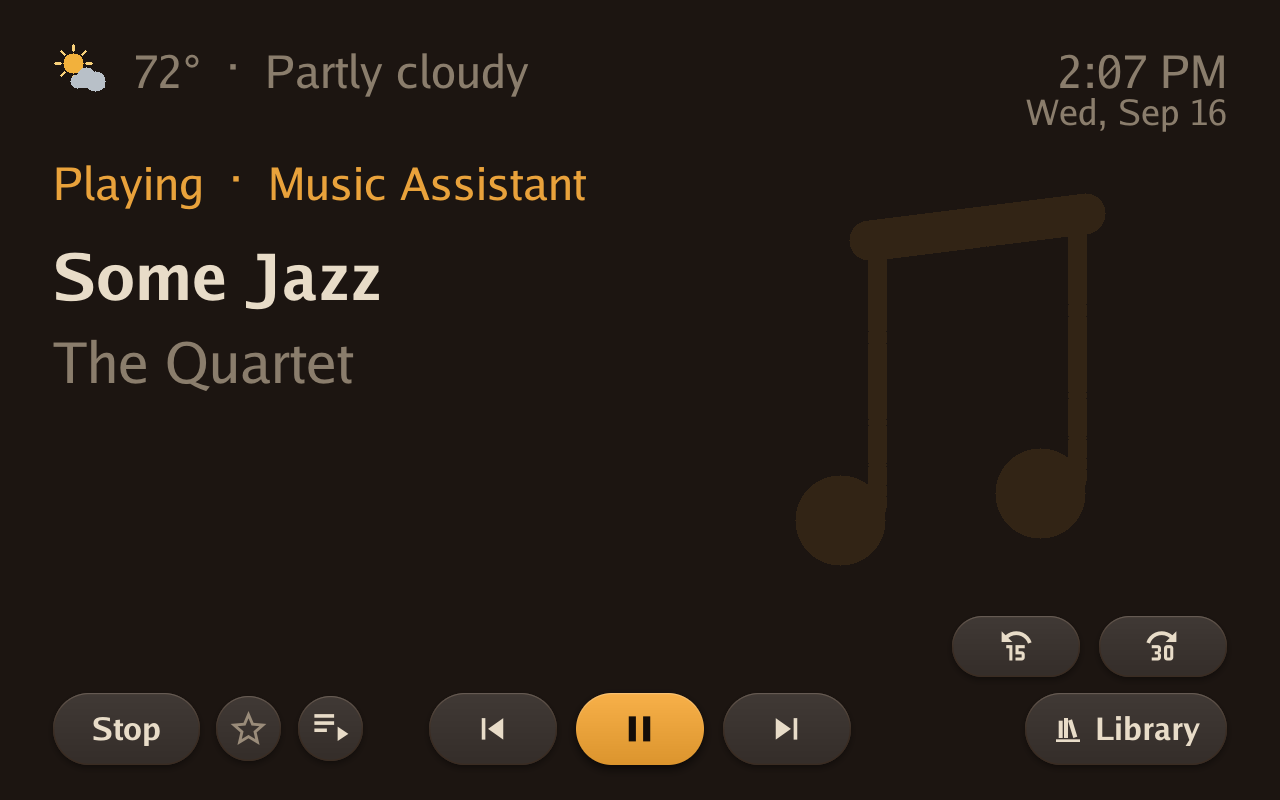 72° · Partly cloudy
2:07 PM
Wed, Sep 16
Playing · Music Assistant
Some Jazz
The Quartet
15
30
Stop
Library